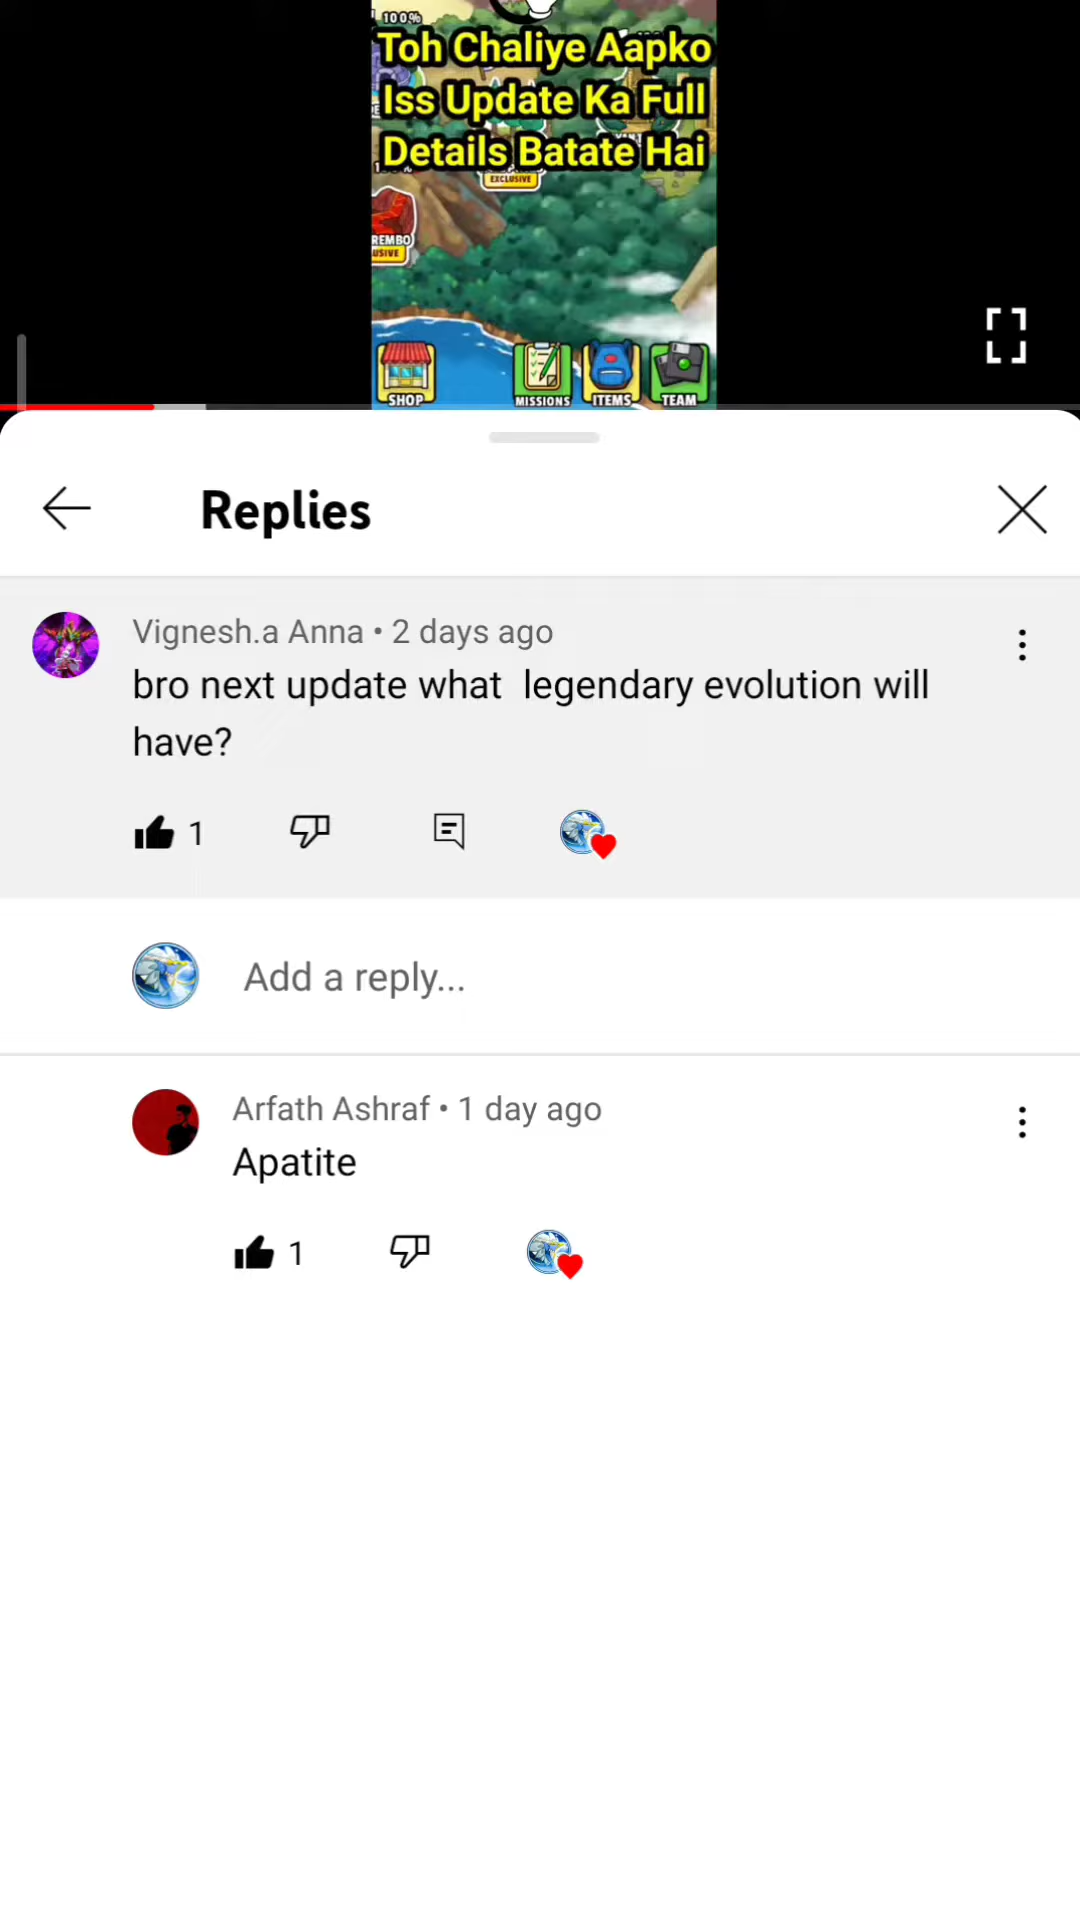 100%
Toh Chaliye Aapko
Iss Update Ka Full
Details Batate Hai
EXCLUSIVE
REMBO
USIVE
SHOP
MISSIONS
ITEMS
TEAM
Replies
Vignesh.a Anna • 2 days ago
bro next update what legendary evolution will
have?
1
Add a reply...
Arfath Ashraf • 1 day ago
Apatite
1